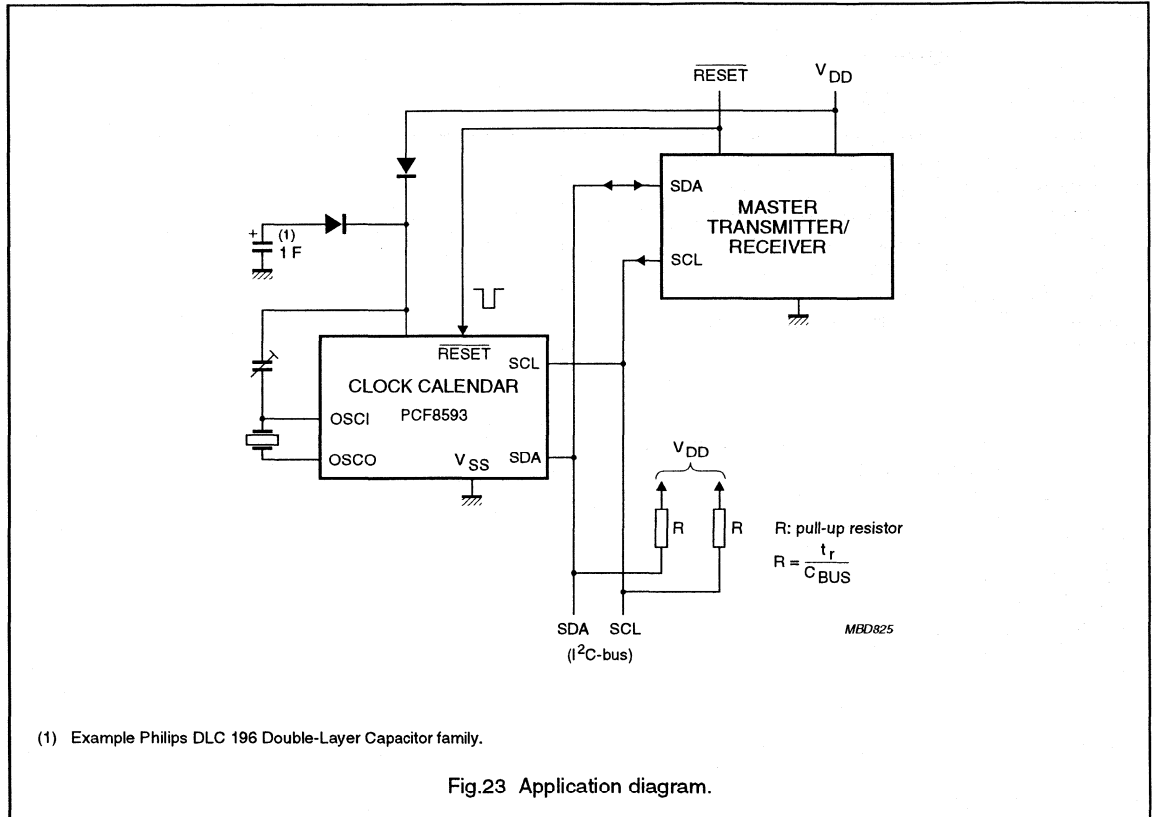 RESET
V DD
SDA
MASTER
TRANSMITTER/
RECEIVER
SCL
+
(1)
1 F
RESET
SCL
CLOCK CALENDAR
PCF8593
OSCI
OSCO
V SS
SDA
V DD
R
R
R: pull-up resistor
R = t r / C BUS
SDA SCL
(I²C-bus)
MBD825
(1) Example Philips DLC 196 Double-Layer Capacitor family.
Fig.23 Application diagram.